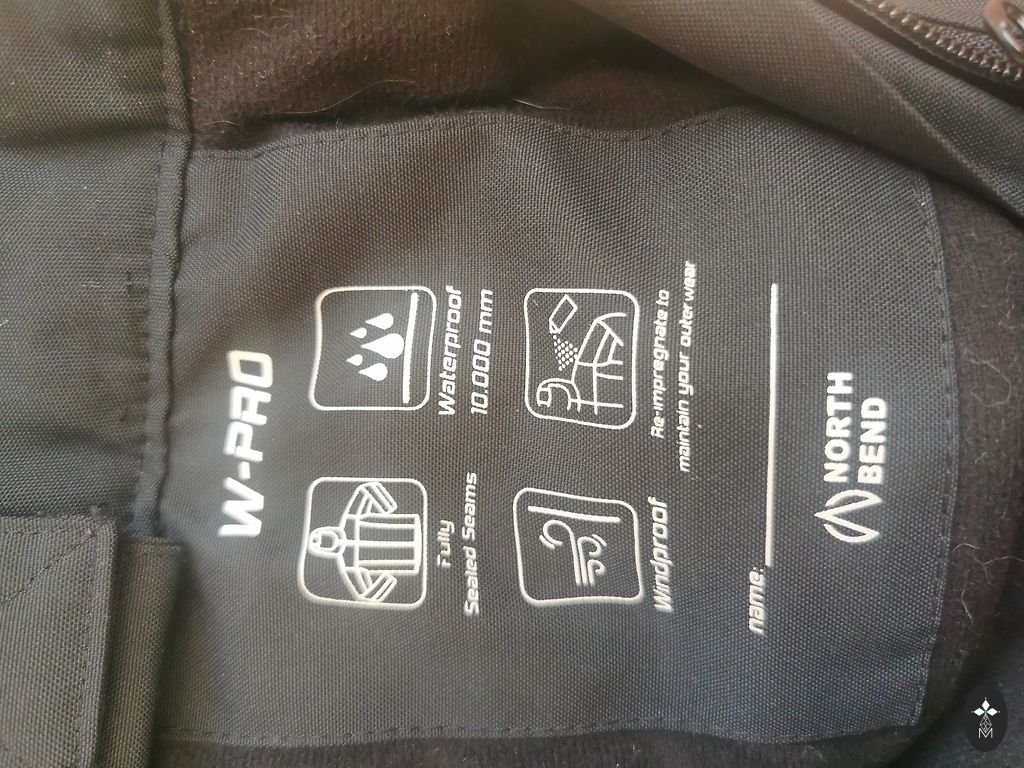 W-PRO
Fully
Sealed Seams
Waterproof
10.000 mm
Windproof
Re-impregnate to
maintain your outerwear
name:
NORTH
BEND